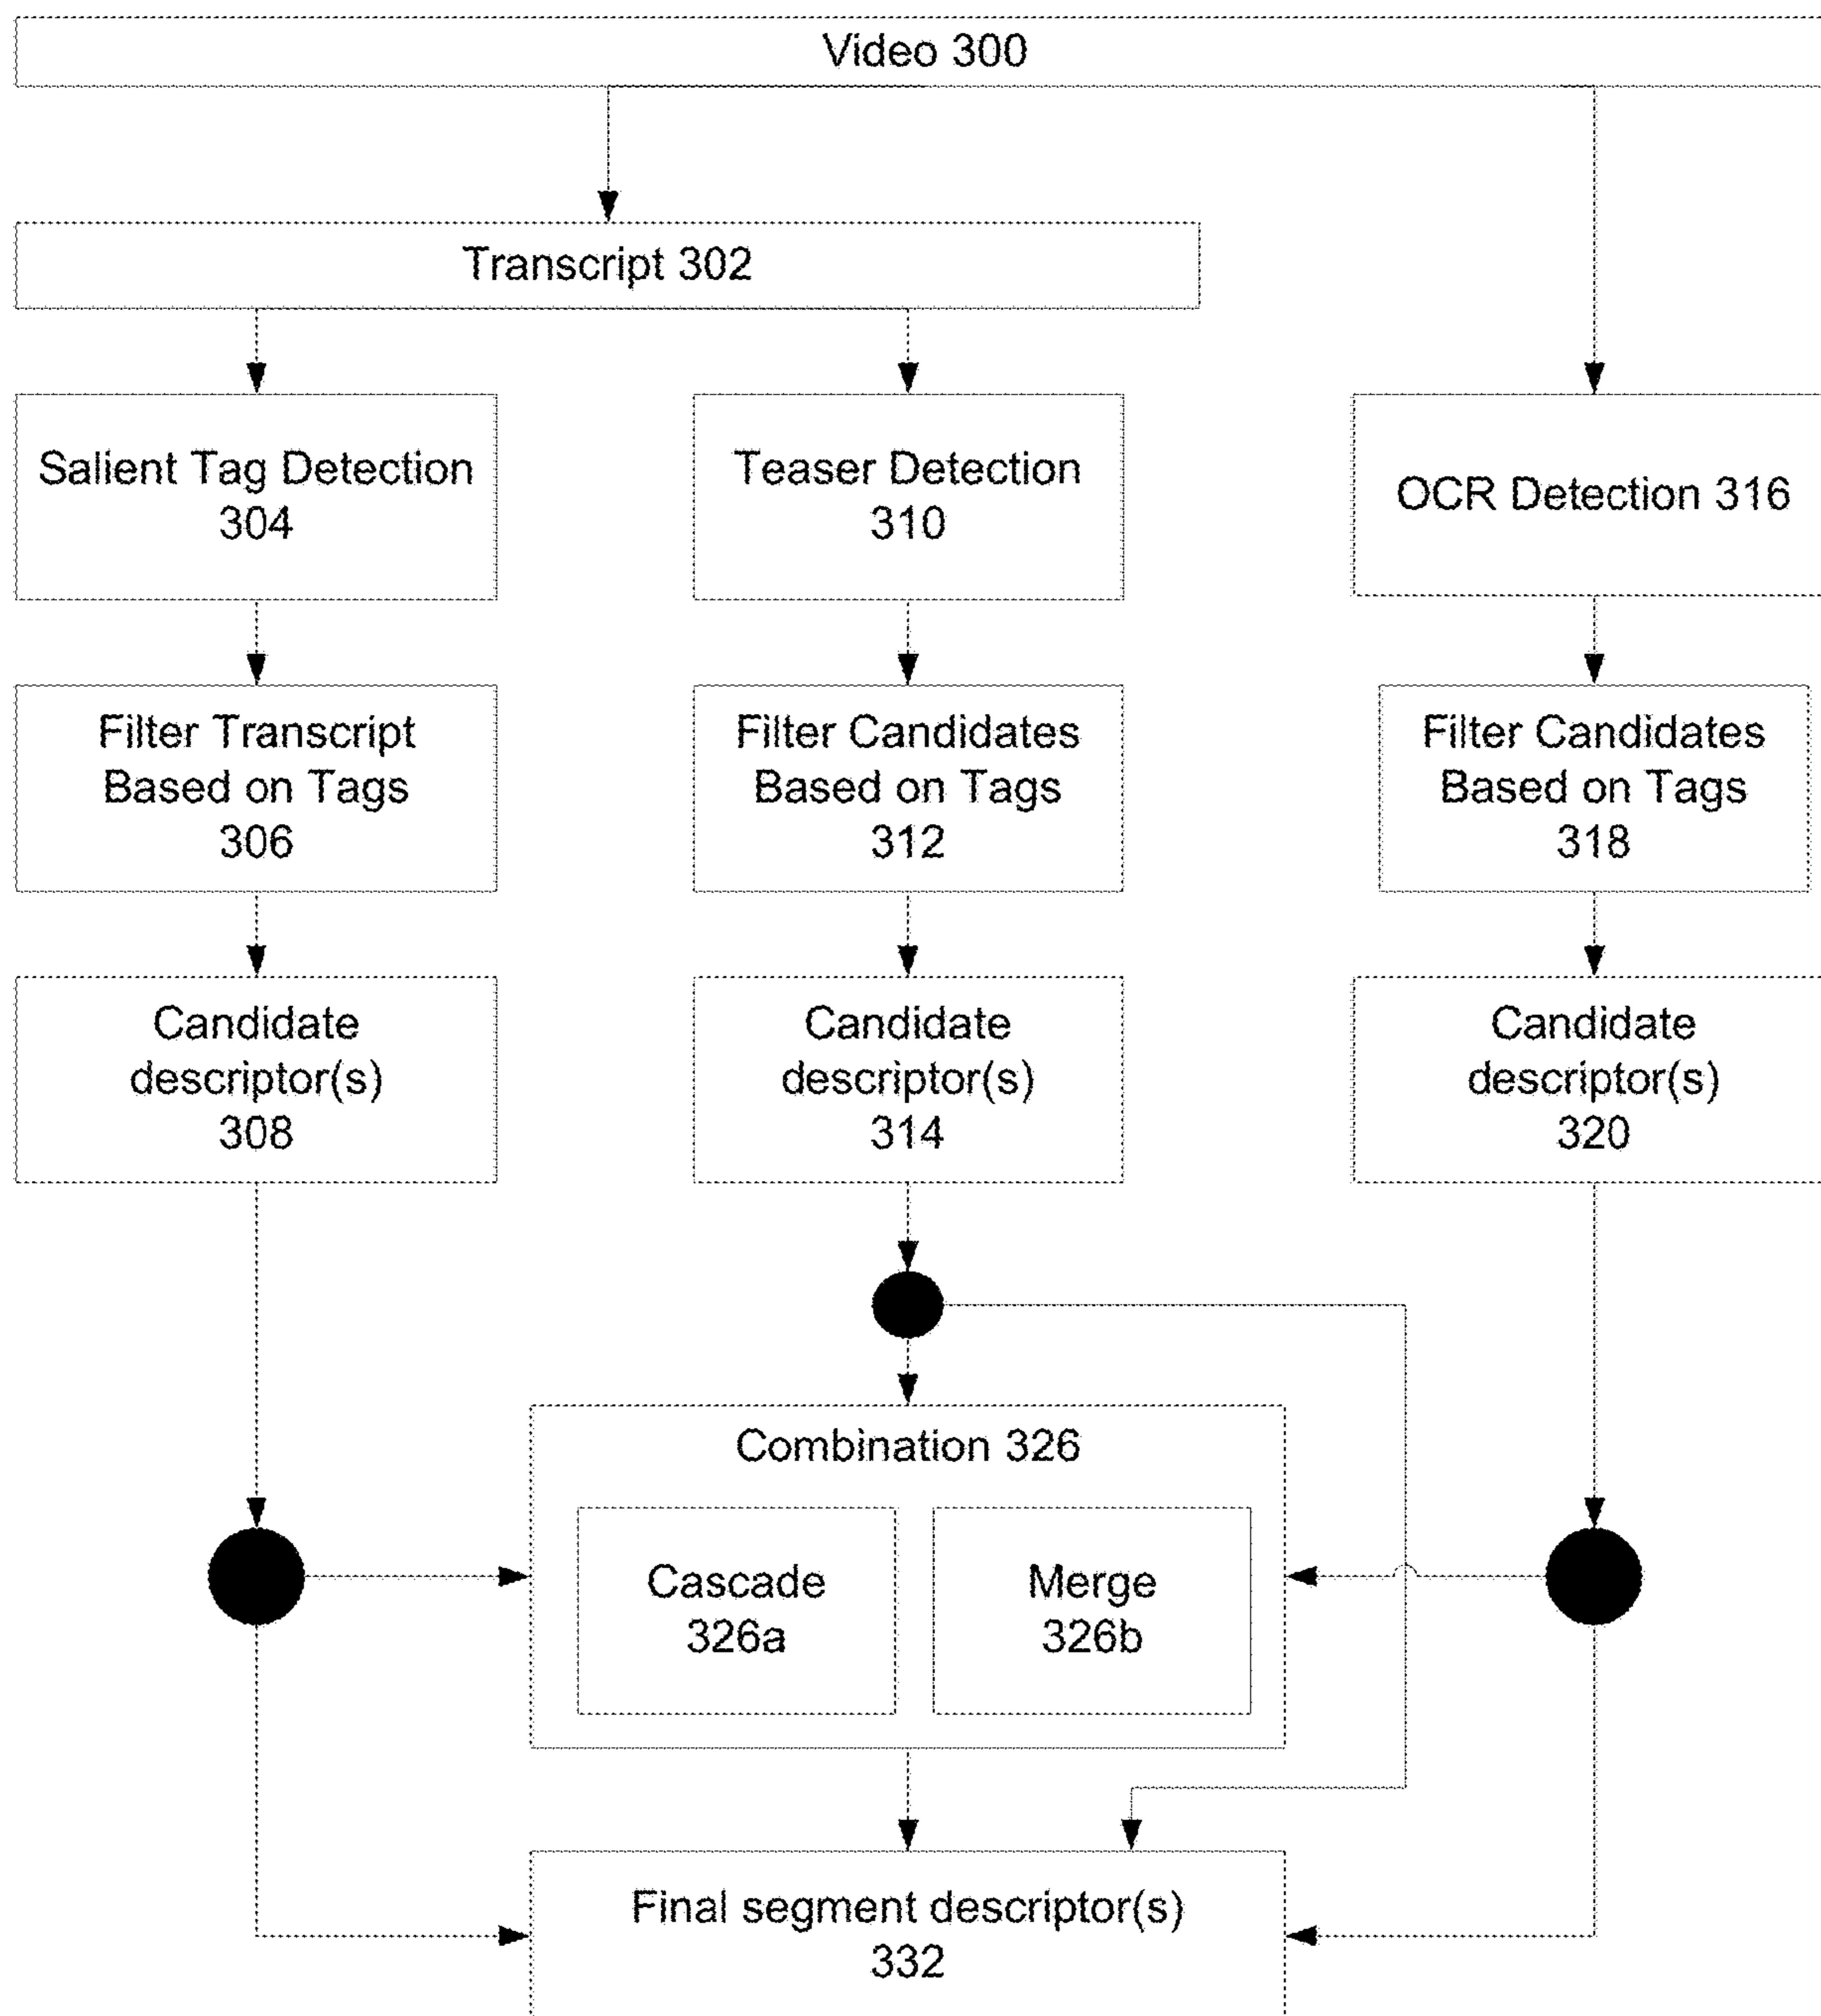 Video 300
Transcript 302
Salient Tag Detection
304
Teaser Detection
310
OCR Detection 316
Filter Transcript
Based on Tags
306
Filter Candidates
Based on Tags
312
Filter Candidates
Based on Tags
318
Candidate
descriptor(s)
308
Candidate
descriptor(s)
314
Candidate
descriptor(s)
320
Combination 326
Cascade
326a
Merge
326b
Final segment descriptor(s)
332